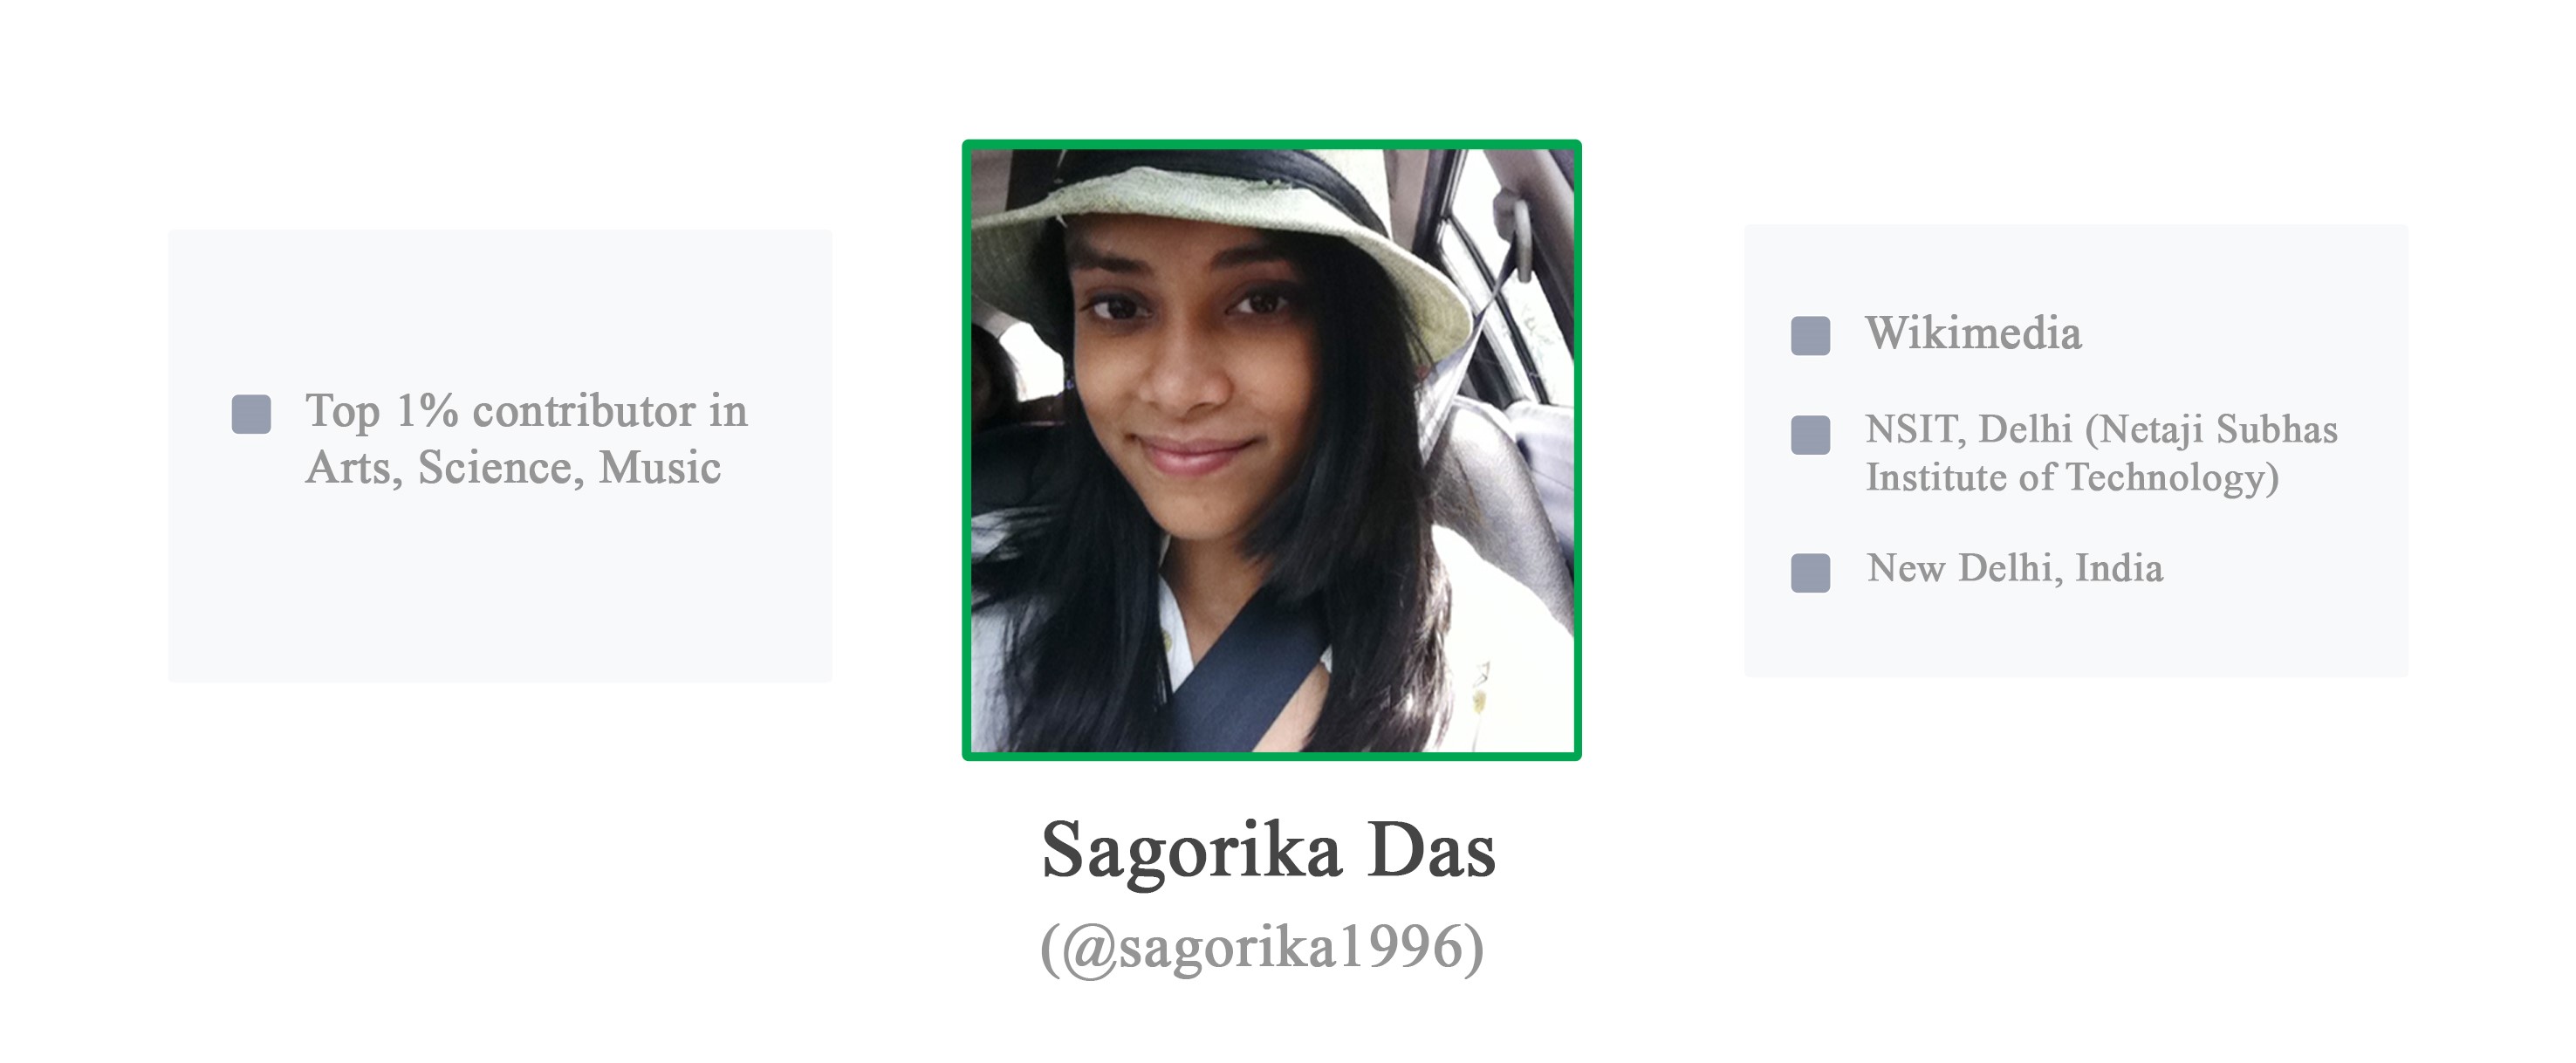 Top 1% contributor in
Arts, Science, Music
Wikimedia
NSIT, Delhi (Netaji Subhas
Institute of Technology)
New Delhi, India
Sagorika Das
(@sagorika1996)